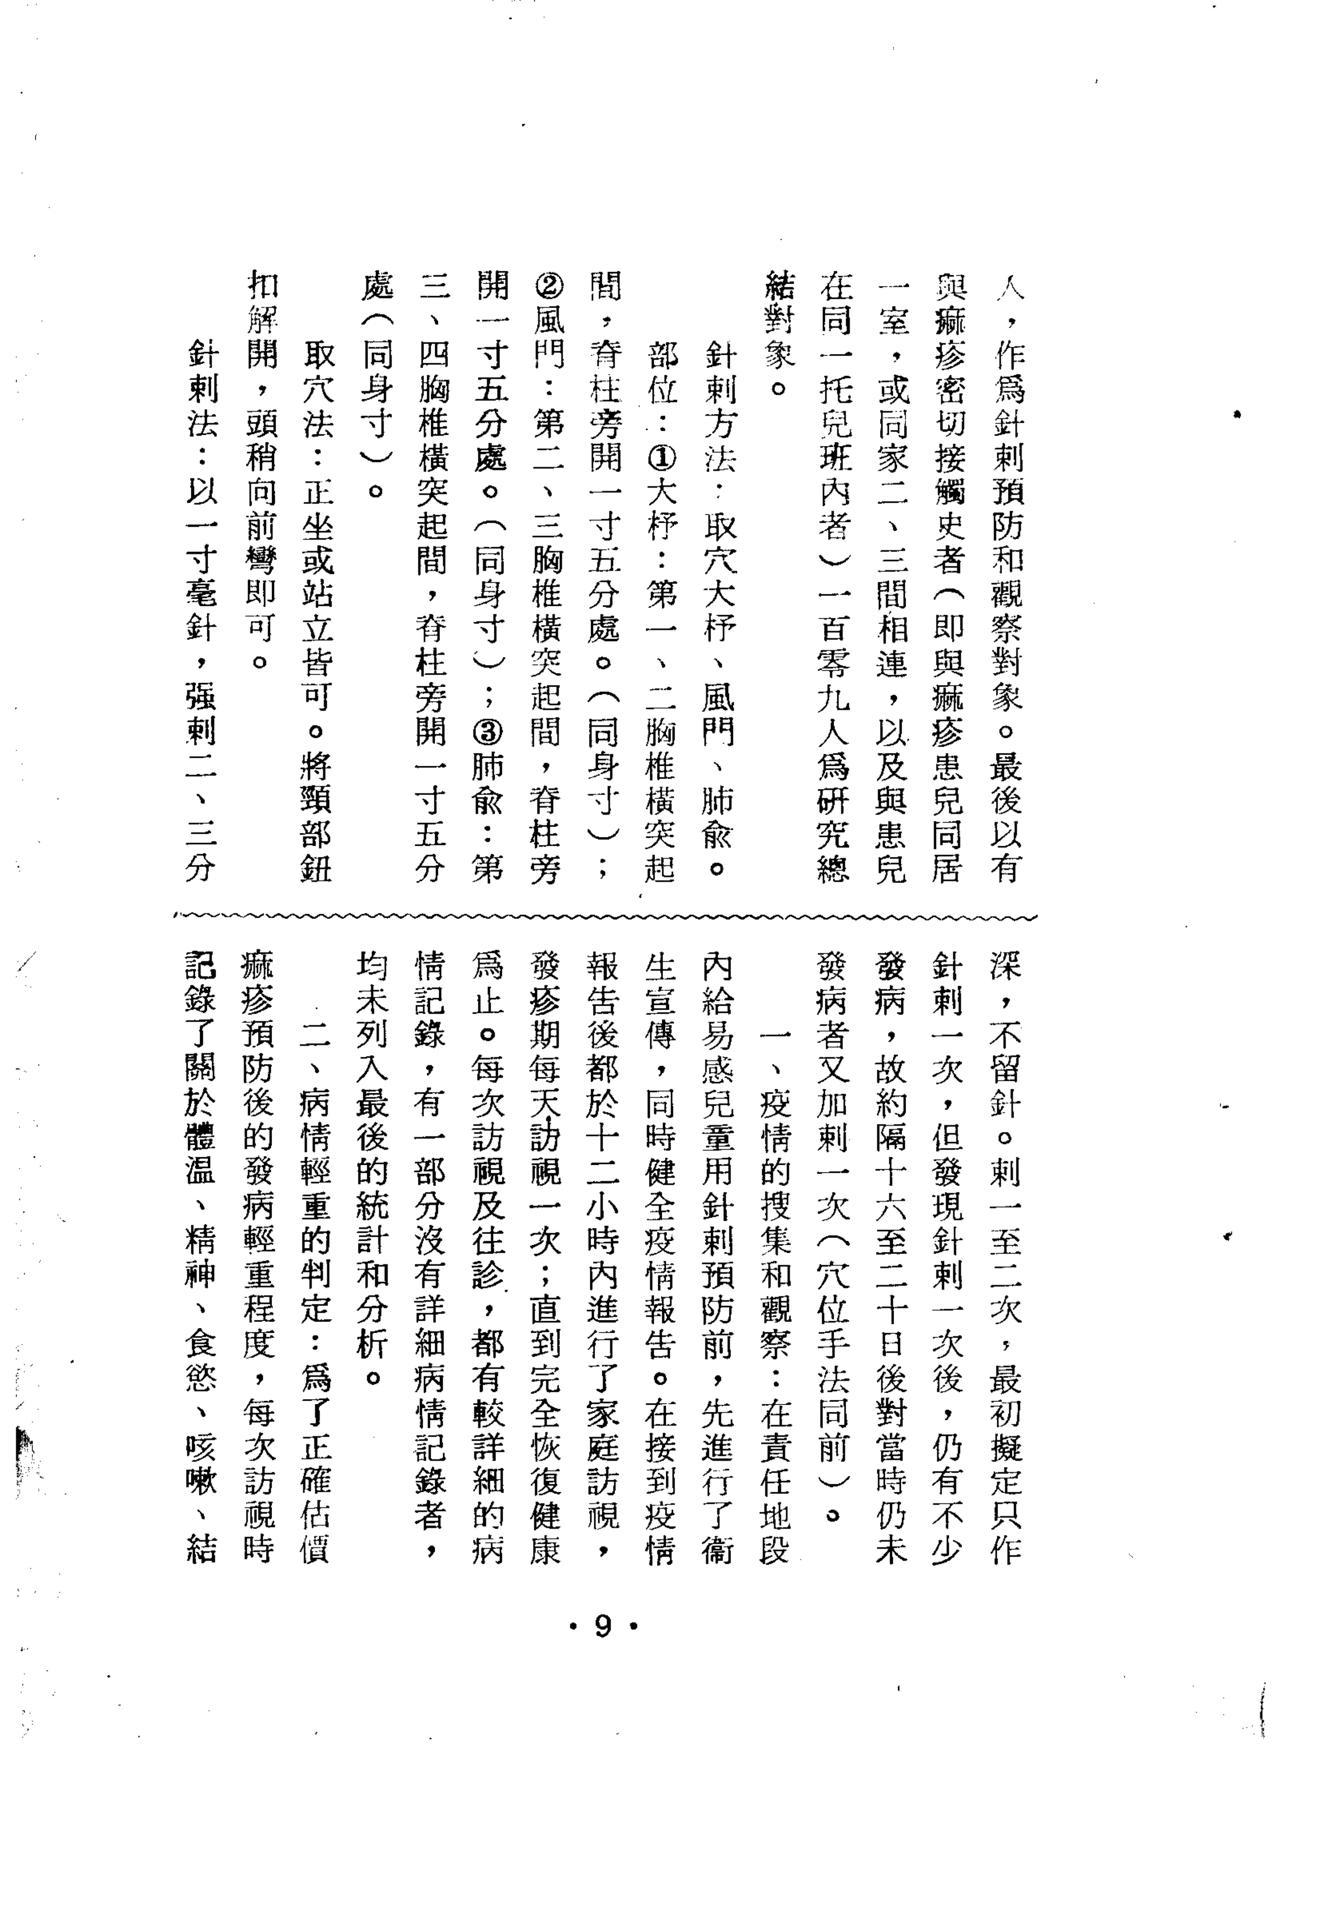 人，作爲針刺預防和觀察對象。最後以有
與痲疹密切接觸史者（即與痲疹患兒同居
一室，或同家二、三間相連，以及與患兒
在同一托兒班內者）一百零九人爲研究總
結對象。
針刺方法：取穴大杼、風門、肺兪。
部位：①大杼：第一、二胸椎橫突起
間，脊柱旁開一寸五分處。（同身寸）；
②風門：第二、三胸椎橫突起間，脊柱旁
開一寸五分處。（同身寸）；③肺兪：第
三、四胸椎橫突起間，脊柱旁開一寸五分
處（同身寸）。
取穴法：正坐或站立皆可。將頸部鈕
扣解開，頭稍向前彎即可。
針刺法：以一寸毫針，强刺二、三分
深，不留針。刺一至二次，最初擬定只作
針刺一次，但發現針刺一次後，仍有不少
發病，故約隔十六至二十日後對當時仍未
發病者又加刺一次（穴位手法同前）。
一、疫情的搜集和觀察：在責任地段
內給易感兒童用針刺預防前，先進行了衞
生宣傳，同時健全疫情報告。在接到疫情
報告後都於十二小時內進行了家庭訪視，
發疹期每天訪視一次；直到完全恢復健康
爲止。每次訪視及往診，都有較詳細的病
情記錄，有一部分沒有詳細病情記錄者，
均未列入最後的統計和分析。
二、病情輕重的判定：爲了正確估價
痲疹預防後的發病輕重程度，每次訪視時
記錄了關於體溫、精神、食慾、咳嗽、結
·9·